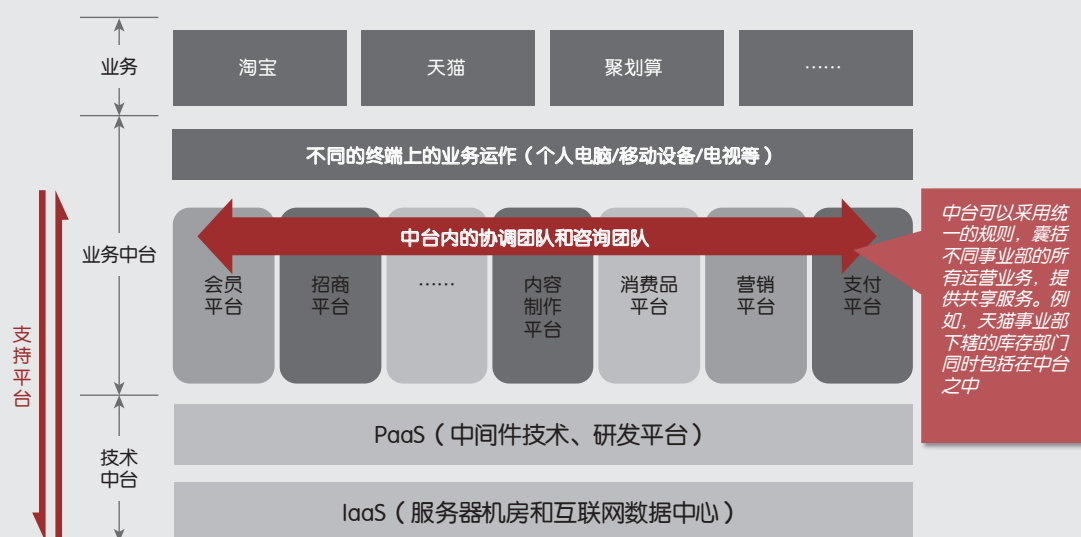 业务
淘宝
天猫
聚划算
……
不同的终端上的业务运作（个人电脑/移动设备/电视等）
业务中台
中台内的协调团队和咨询团队
会员
平台
招商
平台
……
内容
制作
平台
消费品
平台
营销
平台
支付
平台
中台可以采用统
一的规则，囊括
不同事业部的所
有运营业务，提
供共享服务。例
如，天猫事业部
下辖的库存部门
同时包括在中台
之中
支
持
平
台
技术
中台
PaaS（中间件技术、研发平台）
IaaS（服务器机房和互联网数据中心）